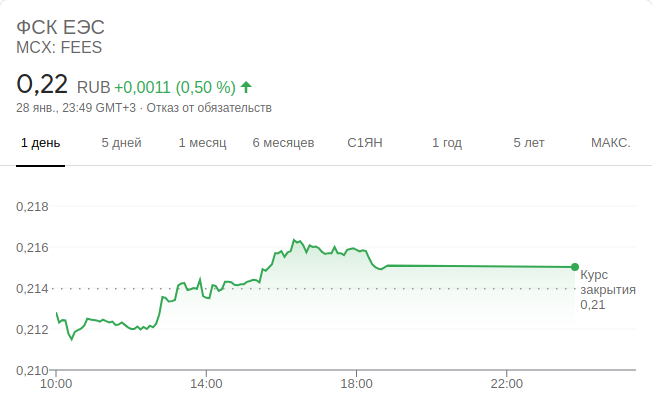 ФСК ЕЭС
MCX: FEES
0,22 RUB +0,0011 (0,50 %)
28 янв., 23:49 GMT+3 · Отказ от обязательств
1 день 5 дней 1 месяц 6 месяцев С1ЯН 1 год 5 лет МАКС.
0,218
0,216
0,214
0,212
0,210
Курс
закрытия
0,21
10:00 14:00 18:00 22:00